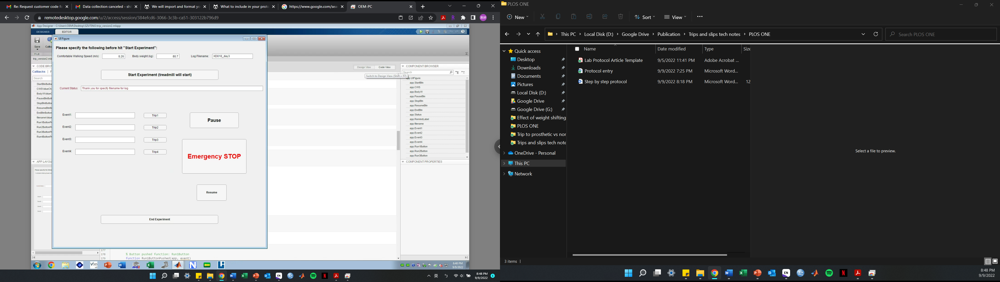 Re: Request customer code fo
Data collection canceled - shi
We will import and format yo
What to include in your proto
https://www.google.com/sear
OEM-PC
remotedesktop.google.com/u/2/access/session/384efcd6-3066-3c3b-ca51-303122b796d9
惠婷
App Designer - C:\Users\OEM\Desktop\SZUTING\trip_version2.mlapp
DESIGNER
EDITOR
Save
Callba
FILE
trip_version2.mla
CODE BRO
Callbacks
F
Search
StartBtnButto
CWSValueCh
BodyWValueC
PauseBtnButt
StopBtnButto
ResumeBtnB
EndBtnButton
filenameValue
Run1ButtonP
Run2ButtonP
Run3ButtonP
Run4ButtonP
APP LAYOU
UI Figure
Please specify the following before hit "Start Experiment":
Comfortable Walking Speed (m/s)
0.26
Body weight (kg)
80.7
Log Filename:
XD010_day3
Start Experiment (treadmill will start)
Current Status
Thank you for specify filename for log
Event1:
Trip1
Event2:
Trip2
Event3:
Trip3
Event4:
Trip4
Pause
Emergency STOP
Resume
End Experiment
Design View
Code View
Switch to Design View (Shift + F7)
COMPONENT BROWSER
Search
app.UIFigure
app.StartBtn
app.CWS
app.BodyW
app.PauseBtn
app.StopBtn
app.ResumeBtn
app.EndBtn
app.Status
app.RemindLabel
app.filename
app.Event1
app.Event2
app.Event3
app.Event4
app.Run1Button
app.Run2Button
app.Run3Button
COMPONENT PROPERTIES
177
178
% Button pushed function: Run1Button
179
function Run1ButtonPushed(app, event)
6:48 PM
9/9/2022
英
8:48 PM
9/9/2022
6
PLOS ONE
New
Sort
View
This PC > Local Disk (D:) > Google Drive > Publication > Trips and slips tech notes > PLOS ONE
Search PLOS ONE
Quick access
Desktop
Downloads
Documents
Pictures
Local Disk (D:)
Google Drive
Google Drive (G:)
Effect of weight shifting
PLOS ONE
Trip to prosthetic vs nor
Trips and slips tech note
OneDrive - Personal
This PC
Network
Name
Date modified
Type
Size
Lab Protocol Article Template
9/5/2022 11:41 PM
Adobe Acrobat ...
Protocol entry
9/9/2022 7:25 PM
Microsoft Word...
Step by step protocol
9/9/2022 8:18 PM
Microsoft Word...
12
Select a file to preview.
3 items
8:48 PM
9/9/2022